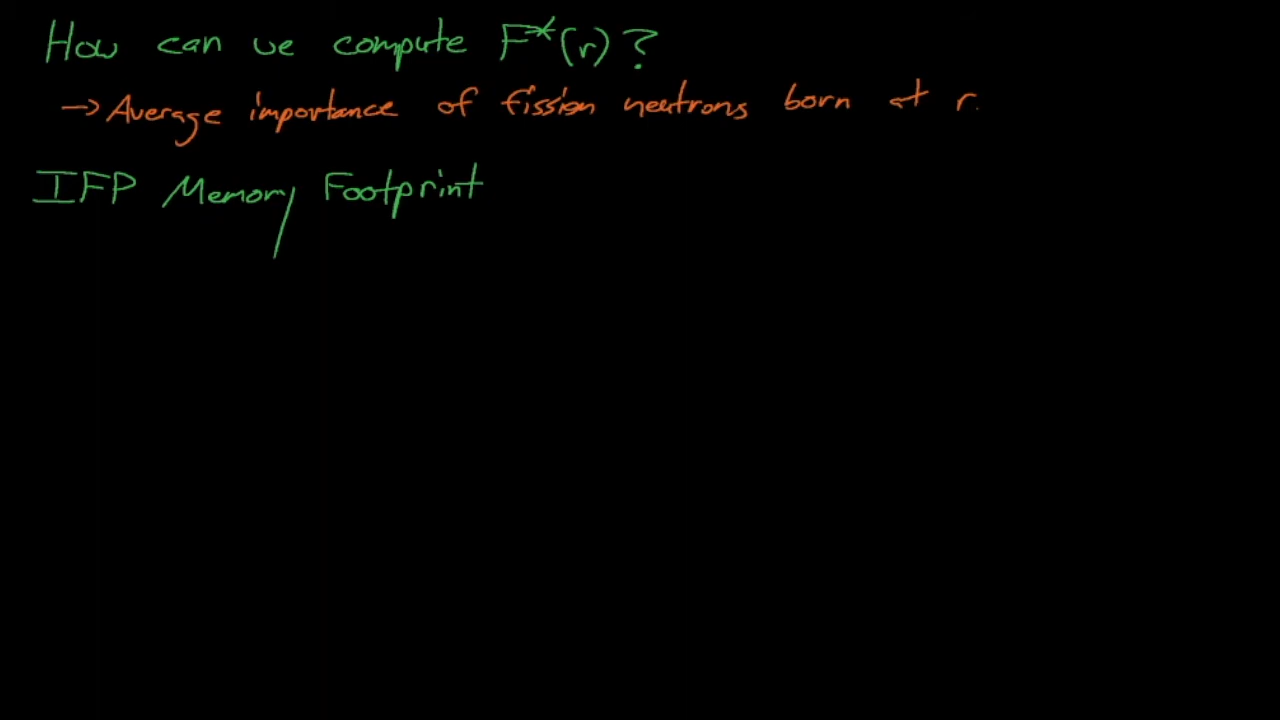 How can we compute F*(r)?
→ Average importance of fission neutrons born at r.
IFP Memory Footprint